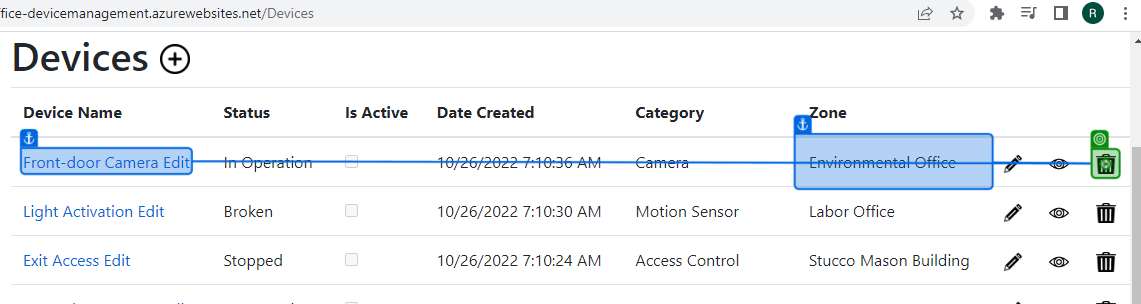 fice-devicemanagement.azurewebsites.net/Devices
R
Devices
Device Name Status Is Active Date Created Category Zone
Front-door Camera Edit In Operation 10/26/2022 7:10:36 AM Camera Environmental Office
Light Activation Edit Broken 10/26/2022 7:10:30 AM Motion Sensor Labor Office
Exit Access Edit Stopped 10/26/2022 7:10:24 AM Access Control Stucco Mason Building